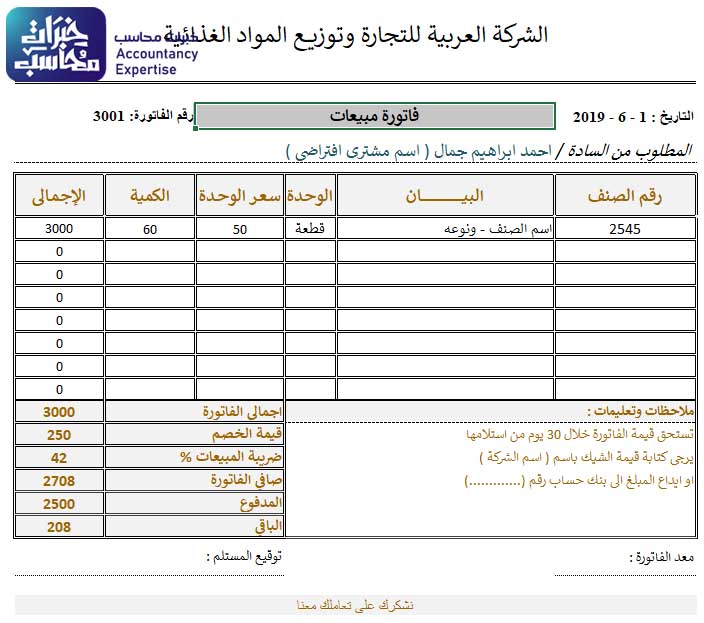 الشركة العربية للتجارة وتوزيع المواد الغذائية
خبرات محاسب
خبرات محاسب
Accountancy
Expertise
التاريخ : 1 - 6 - 2019
فاتورة مبيعات
رقم الفاتورة: 3001
المطلوب من السادة / احمد ابراهيم جمال ( اسم مشترى افتراضي )
رقم الصنف البيـــــــــان الوحدة سعر الوحدة الكمية الإجمالى
2545 اسم الصنف - ونوعه قطعة 50 60 3000
0
0
0
0
0
0
0
ملاحظات وتعليمات :
تستحق قيمة الفاتورة خلال 30 يوم من استلامها
يرجى كتابة قيمة الشيك باسم ( اسم الشركة )
او ايداع المبلغ الى بنك حساب رقم (.............)
اجمالى الفاتورة 3000
قيمة الخصم 250
ضريبة المبيعات % 42
صافي الفاتورة 2708
المدفوع 2500
الباقي 208
معد الفاتورة :
توقيع المستلم :
نشكرك على تعاملك معنا